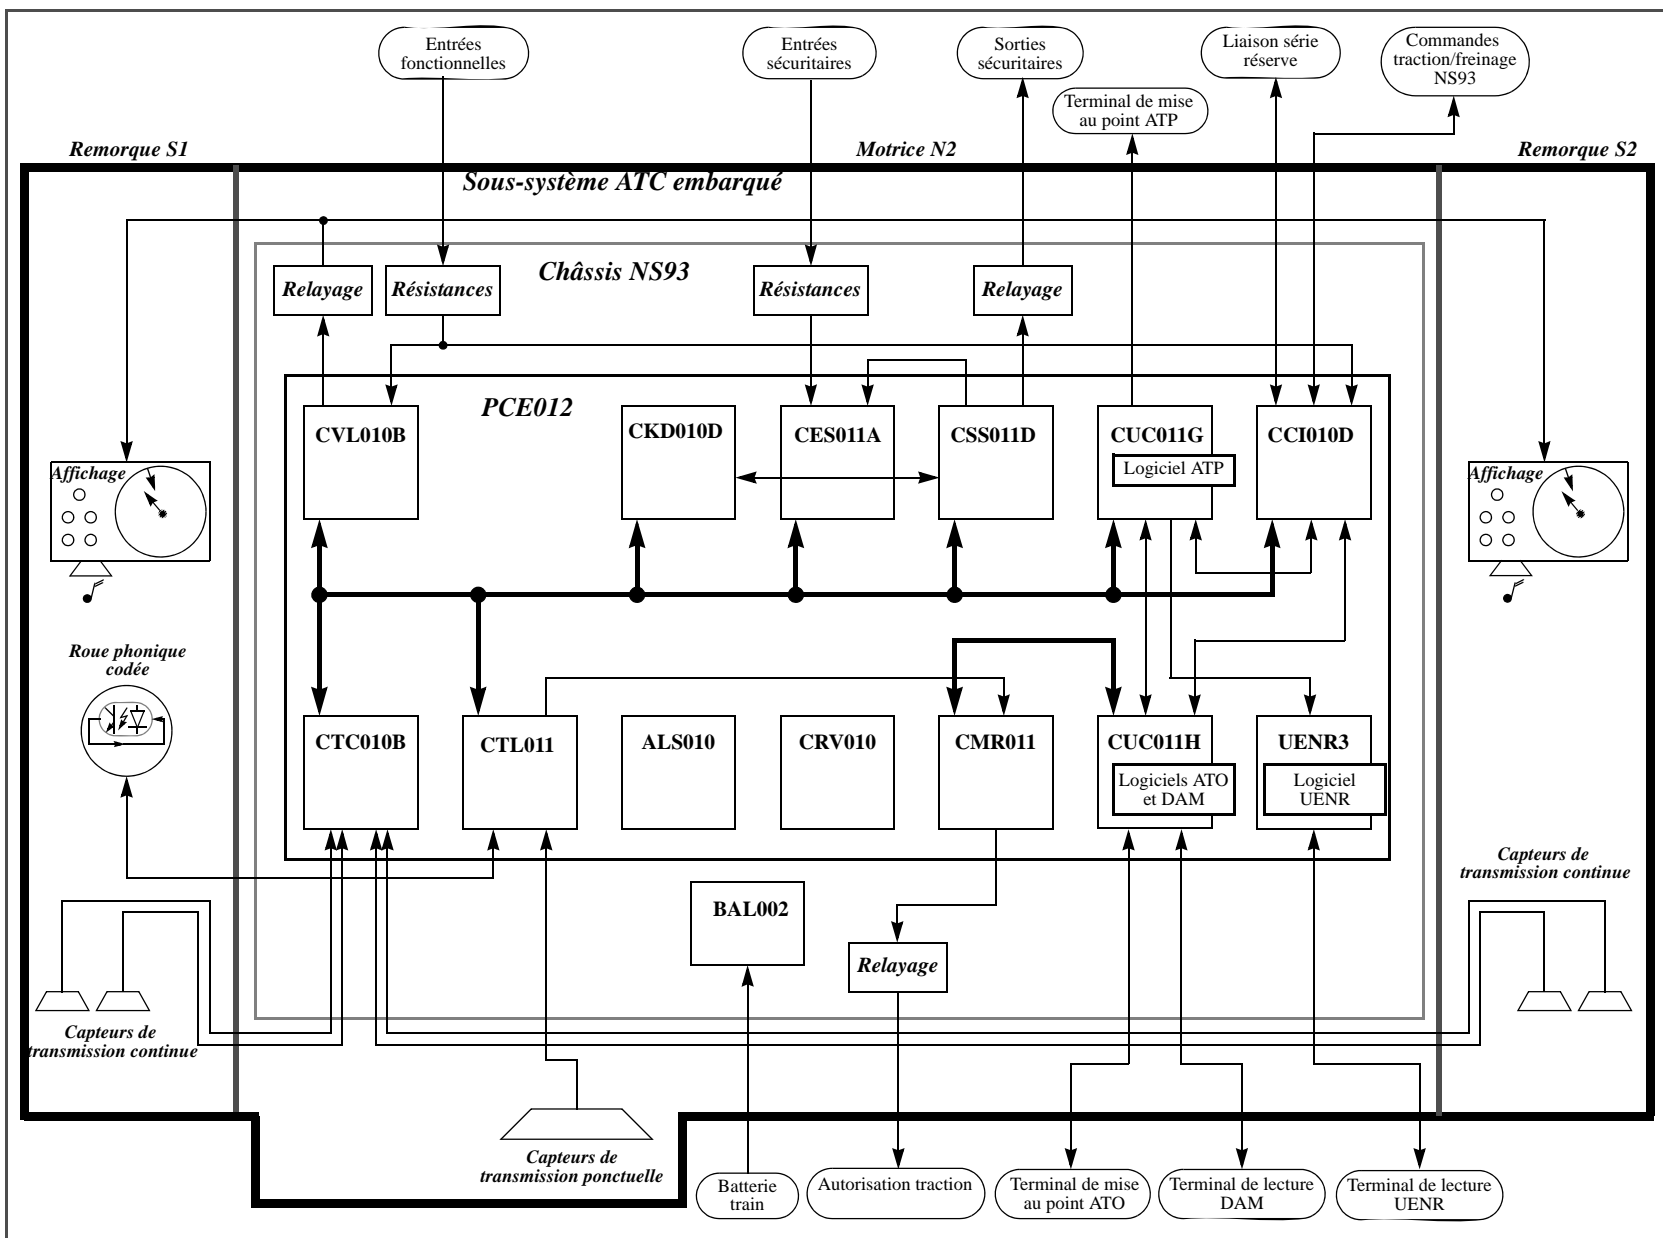 Entrées
fonctionnelles
Entrées
sécuritaires
Sorties
sécuritaires
Liaison série
réserve
Commandes
traction/freinage
NS93
Terminal de mise
au point ATP
Remorque S1
Motrice N2
Remorque S2
Sous-système ATC embarqué
Châssis NS93
Relayage
Résistances
Résistances
Relayage
PCE012
CVL010B
CKD010D
CES011A
CSS011D
CUC011G
CCI010D
Logiciel ATP
Affichage
Affichage
Roue phonique
codée
CTC010B
CTL011
ALS010
CRV010
CMR011
CUC011H
UENR3
Logiciels ATO
et DAM
Logiciel
UENR
BAL002
Relayage
Capteurs de
transmission continue
Capteurs de
transmission continue
Capteurs de
transmission ponctuelle
Batterie
train
Autorisation traction
Terminal de mise
au point ATO
Terminal de lecture
DAM
Terminal de lecture
UENR